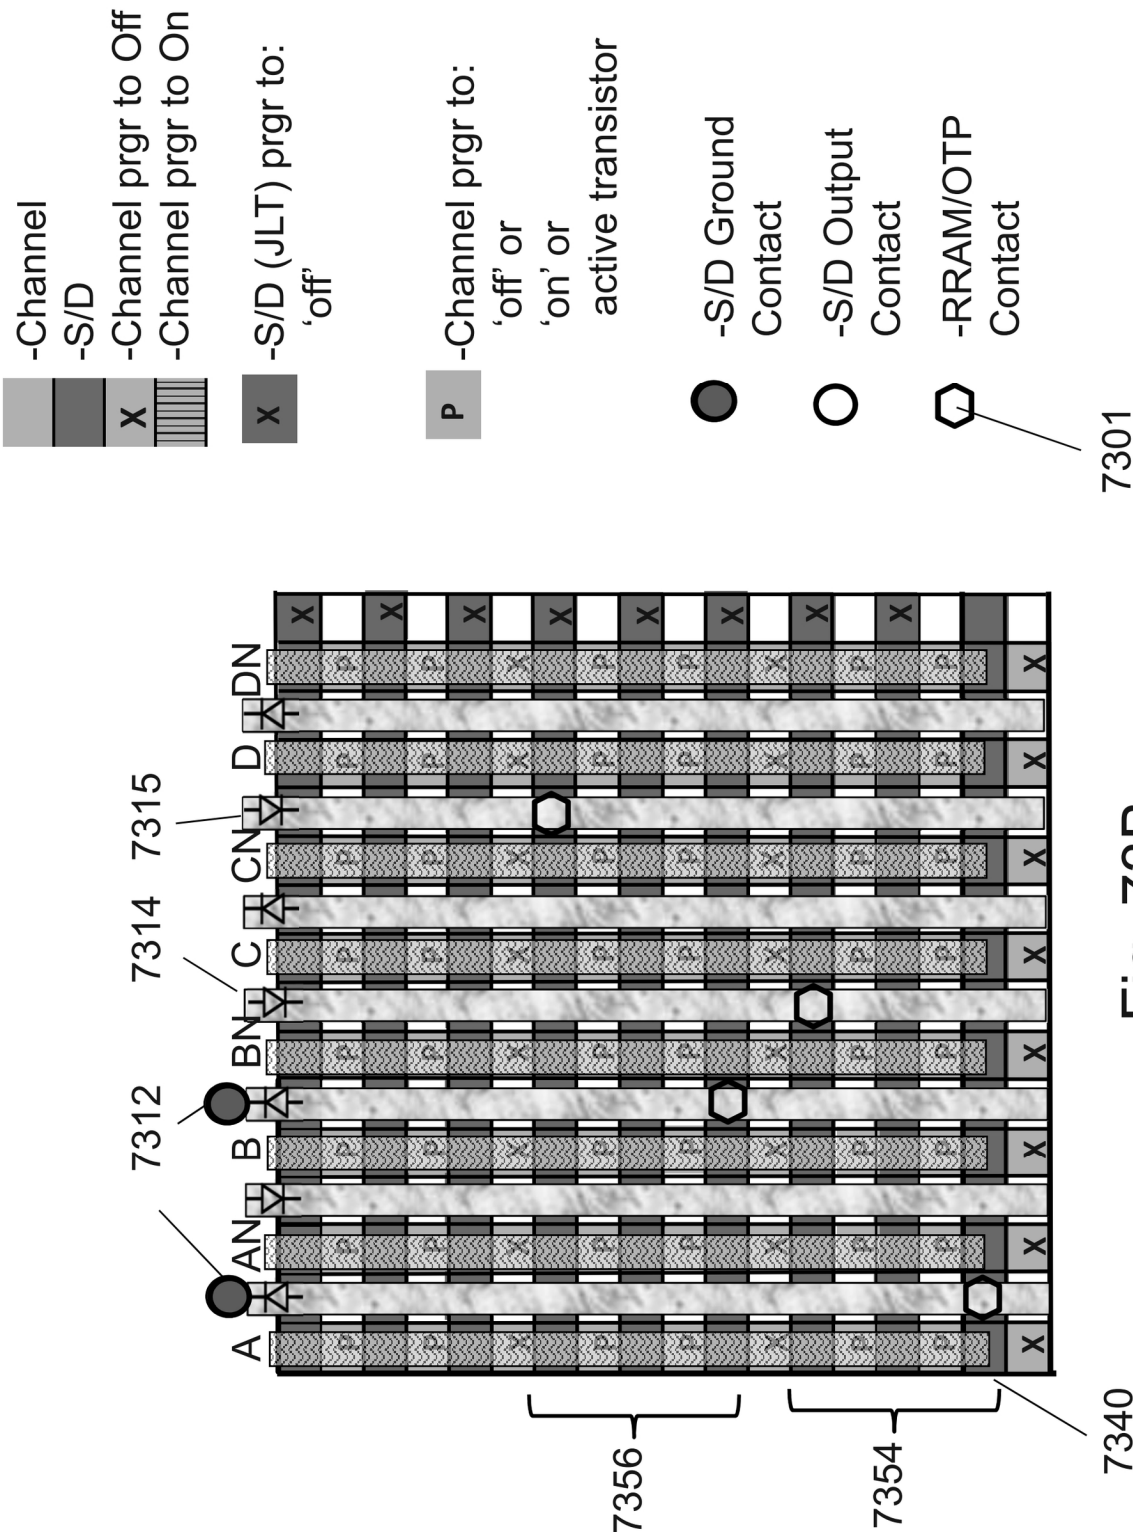 7312 7314 7315
A AN B BN C CN D DN
X
P P P P P P P P
X
P P P P P P P P
X
X X X X X X X X
X
P P P P P P P P
X
P P P P P P P P
X
X X X X X X X X
X
P P P P P P P P
X
P P P P P P P P
X X X X X X X X
7356
7354
7340
-Channel
-S/D
X -Channel prgr to Off
-Channel prgr to On
X -S/D (JLT) prgr to:
‘off’
P -Channel prgr to:
‘off’ or
‘on’ or
active transistor
-S/D Ground
Contact
-S/D Output
Contact
-RRAM/OTP
Contact
7301